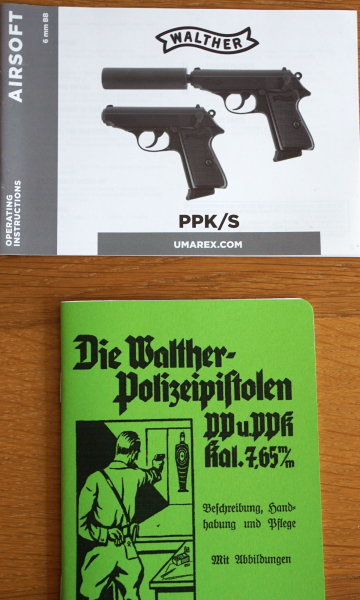 AIRSOFT
6 mm BB
OPERATING
INSTRUCTIONS
WALTHER
PPK/S
UMAREX.COM
Die Walther-
Polizeipiſtolen
PP u. PPK
Kal. 7,65 m/m
Beſchreibung, Hand-
habung und Pflege
Mit Abbildungen